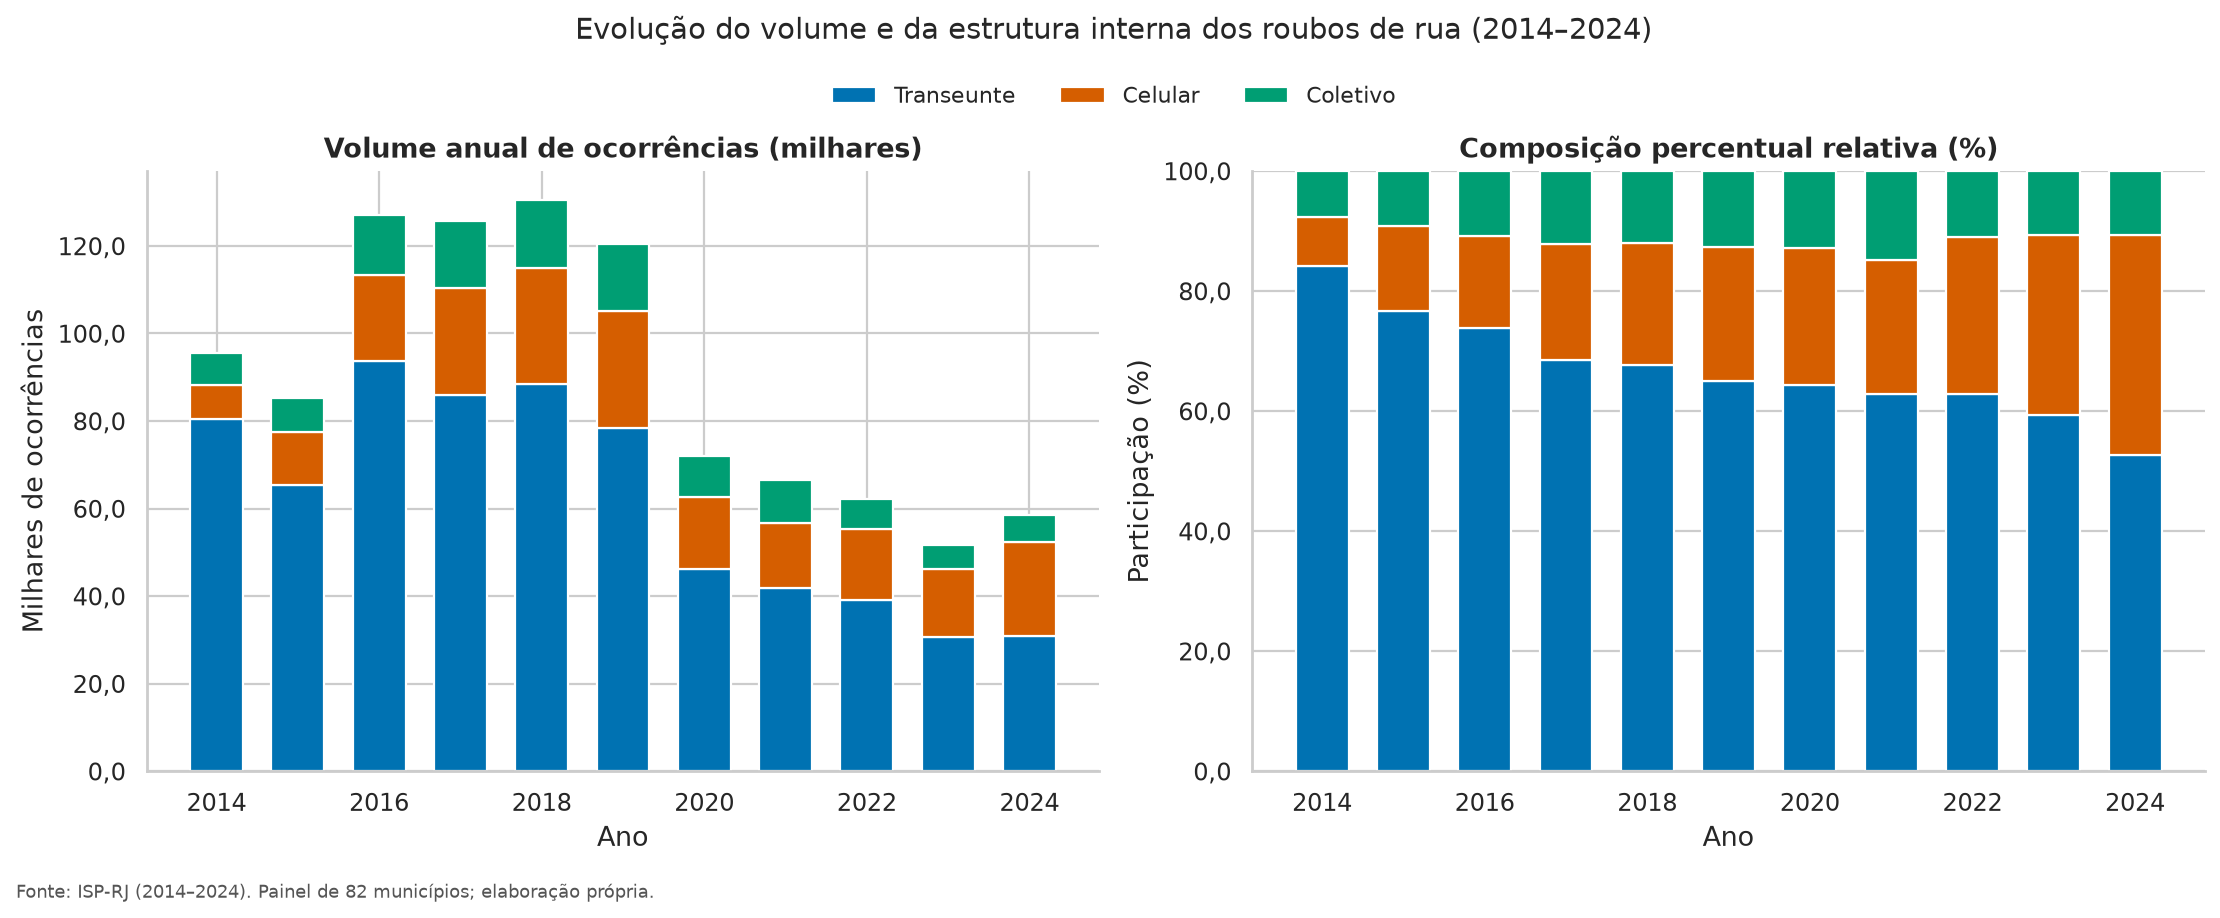 Evolução do volume e da estrutura interna dos roubos de rua (2014–2024)
Transeunte
Celular
Coletivo
Volume anual de ocorrências (milhares)
Milhares de ocorrências
120,0
100,0
80,0
60,0
40,0
20,0
0,0
2014
2016
2018
2020
2022
2024
Ano
Composição percentual relativa (%)
Participação (%)
100,0
80,0
60,0
40,0
20,0
0,0
2014
2016
2018
2020
2022
2024
Ano
Fonte: ISP-RJ (2014–2024). Painel de 82 municípios; elaboração própria.